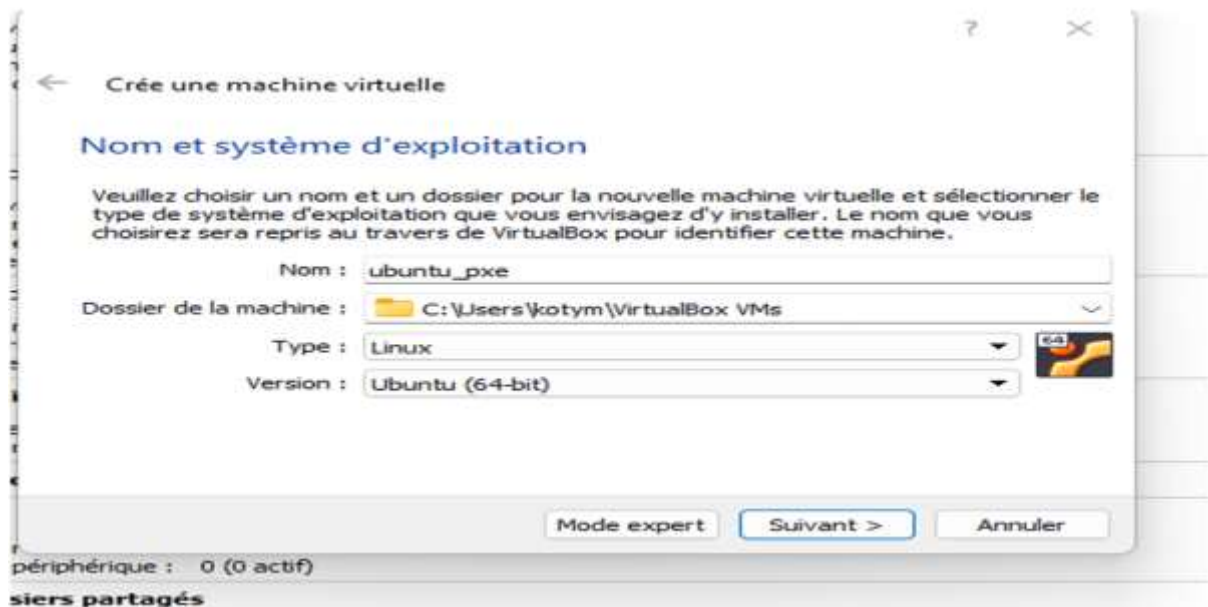 Crée une machine virtuelle
Nom et système d'exploitation
Veuillez choisir un nom et un dossier pour la nouvelle machine virtuelle et sélectionner le
type de système d'exploitation que vous envisagez d'y installer. Le nom que vous
choisirez sera repris au travers de VirtualBox pour identifier cette machine.
Nom : ubuntu_pxe
Dossier de la machine : C:\Users\kotym\VirtualBox VMs
Type : Linux
64
Version : Ubuntu (64-bit)
Mode expert Suivant > Annuler
périphérique : 0 (0 actif)
siers partagés